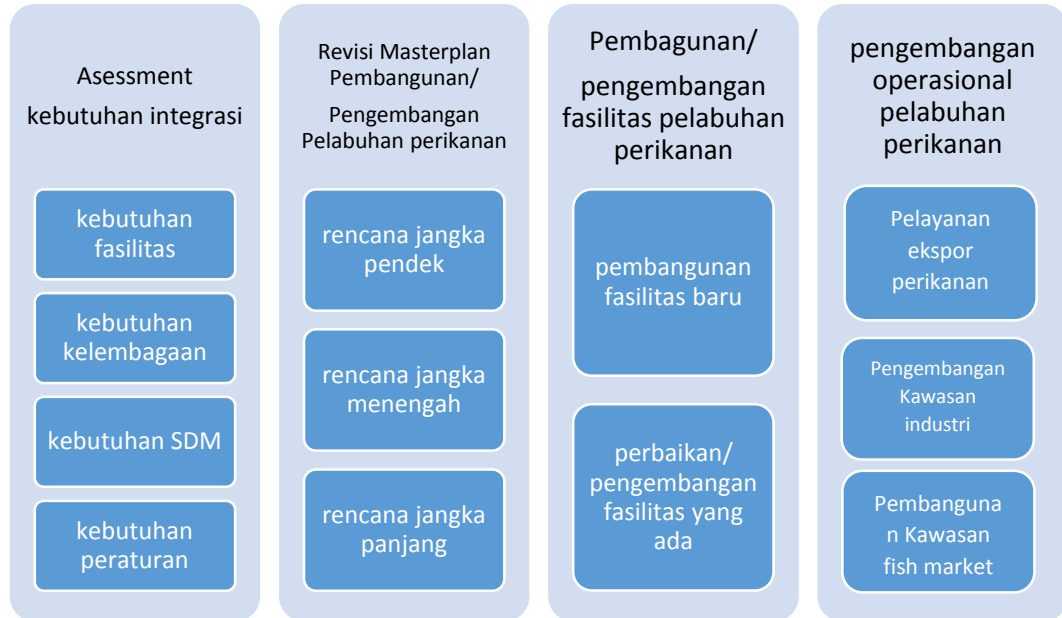 Asessment
kebutuhan integrasi
kebutuhan
fasilitas
kebutuhan
kelembagaan
kebutuhan SDM
kebutuhan
peraturan
Revisi Masterplan
Pembangunan/
Pengembangan
Pelabuhan perikanan
rencana jangka
pendek
rencana jangka
menengah
rencana jangka
panjang
Pembagunan/
pengembangan
fasilitas pelabuhan
perikanan
pembangunan
fasilitas baru
perbaikan/
pengembangan
fasilitas yang
ada
pengembangan
operasional
pelabuhan
perikanan
Pelayanan
ekspor
perikanan
Pengembangan
Kawasan
industri
Pembanguna
n Kawasan
fish market